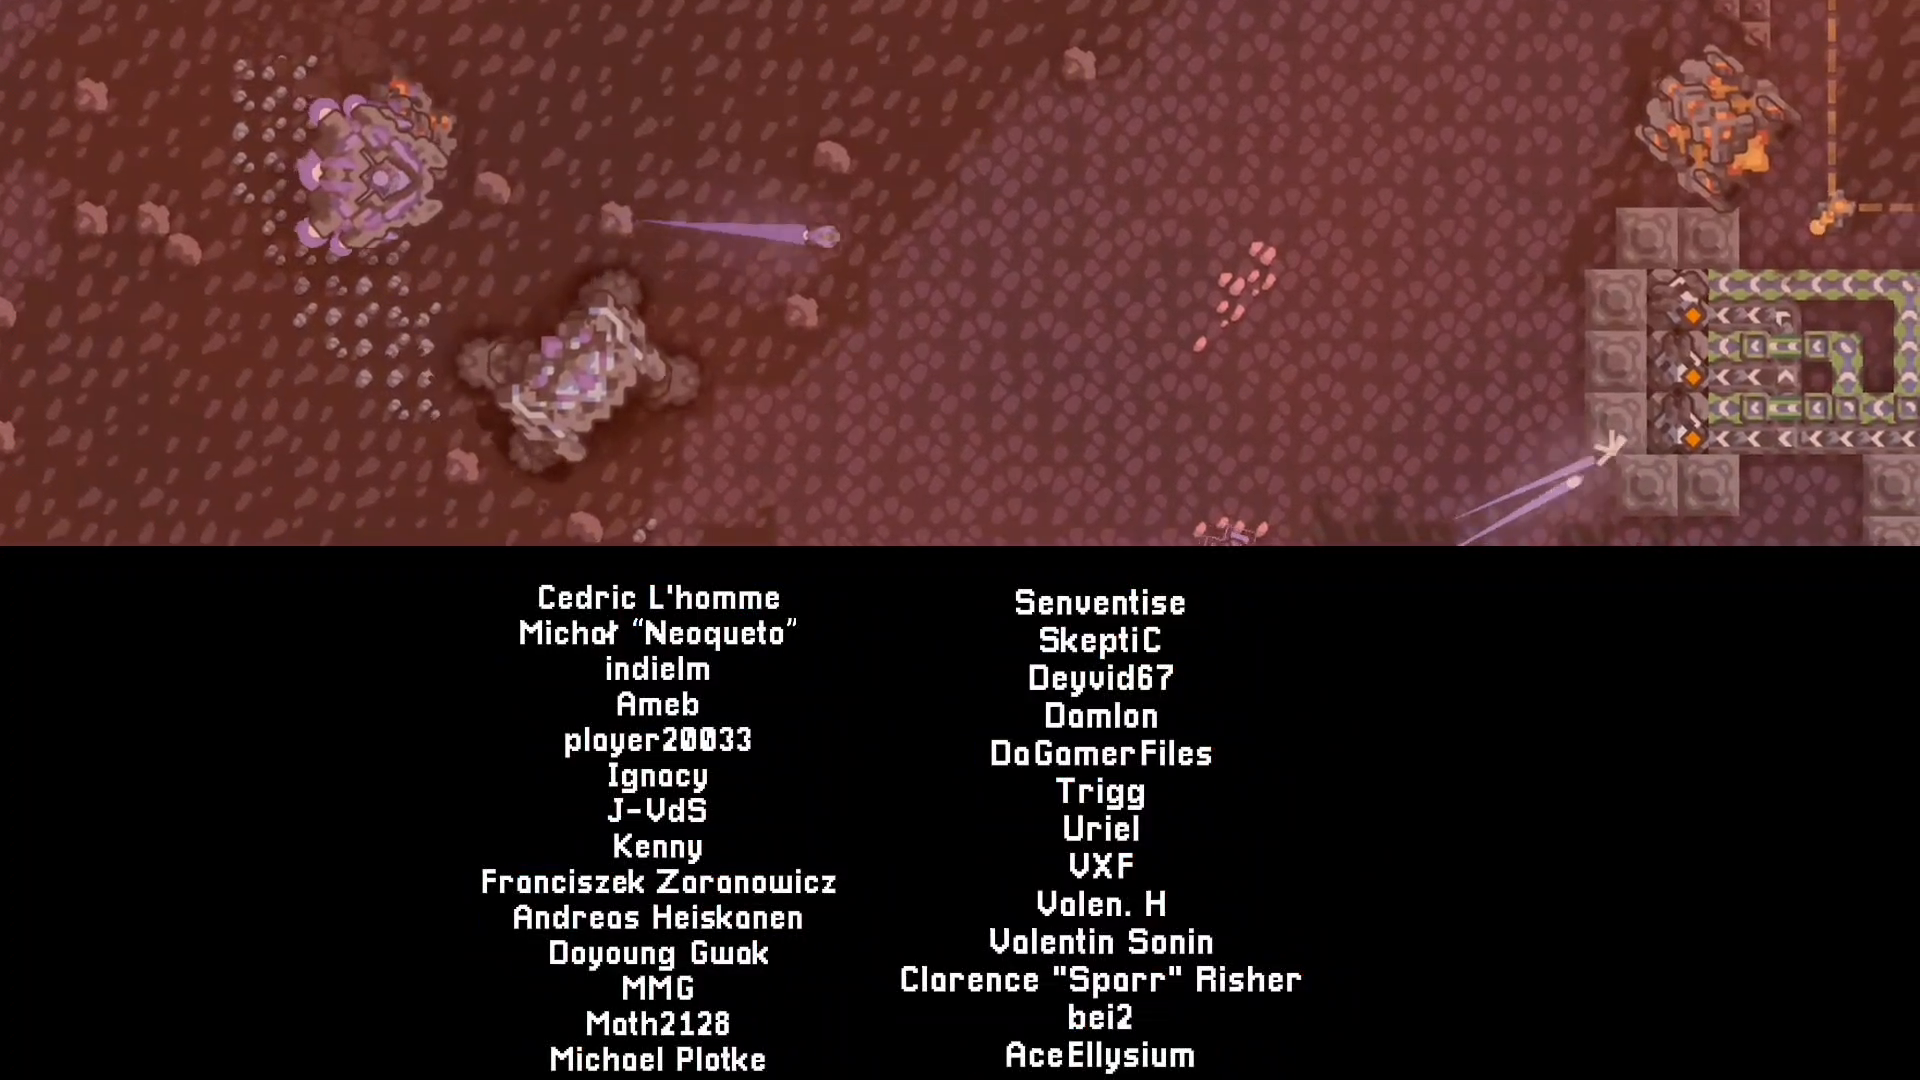 Cedric L'homme
Michał “Neoqueto”
indielm
Ameb
player20033
Ignacy
J-VdS
Kenny
Franciszek Zaranowicz
Andreas Heiskanen
Doyoung Gwak
MMG
Math2128
Michael Plotke
Senventise
SkeptiC
Deyvid67
Damlon
DaGamerFiles
Trigg
Uriel
VXF
Valen. H
Valentin Sonin
Clarence "Sparr" Risher
bei2
AceEllysium